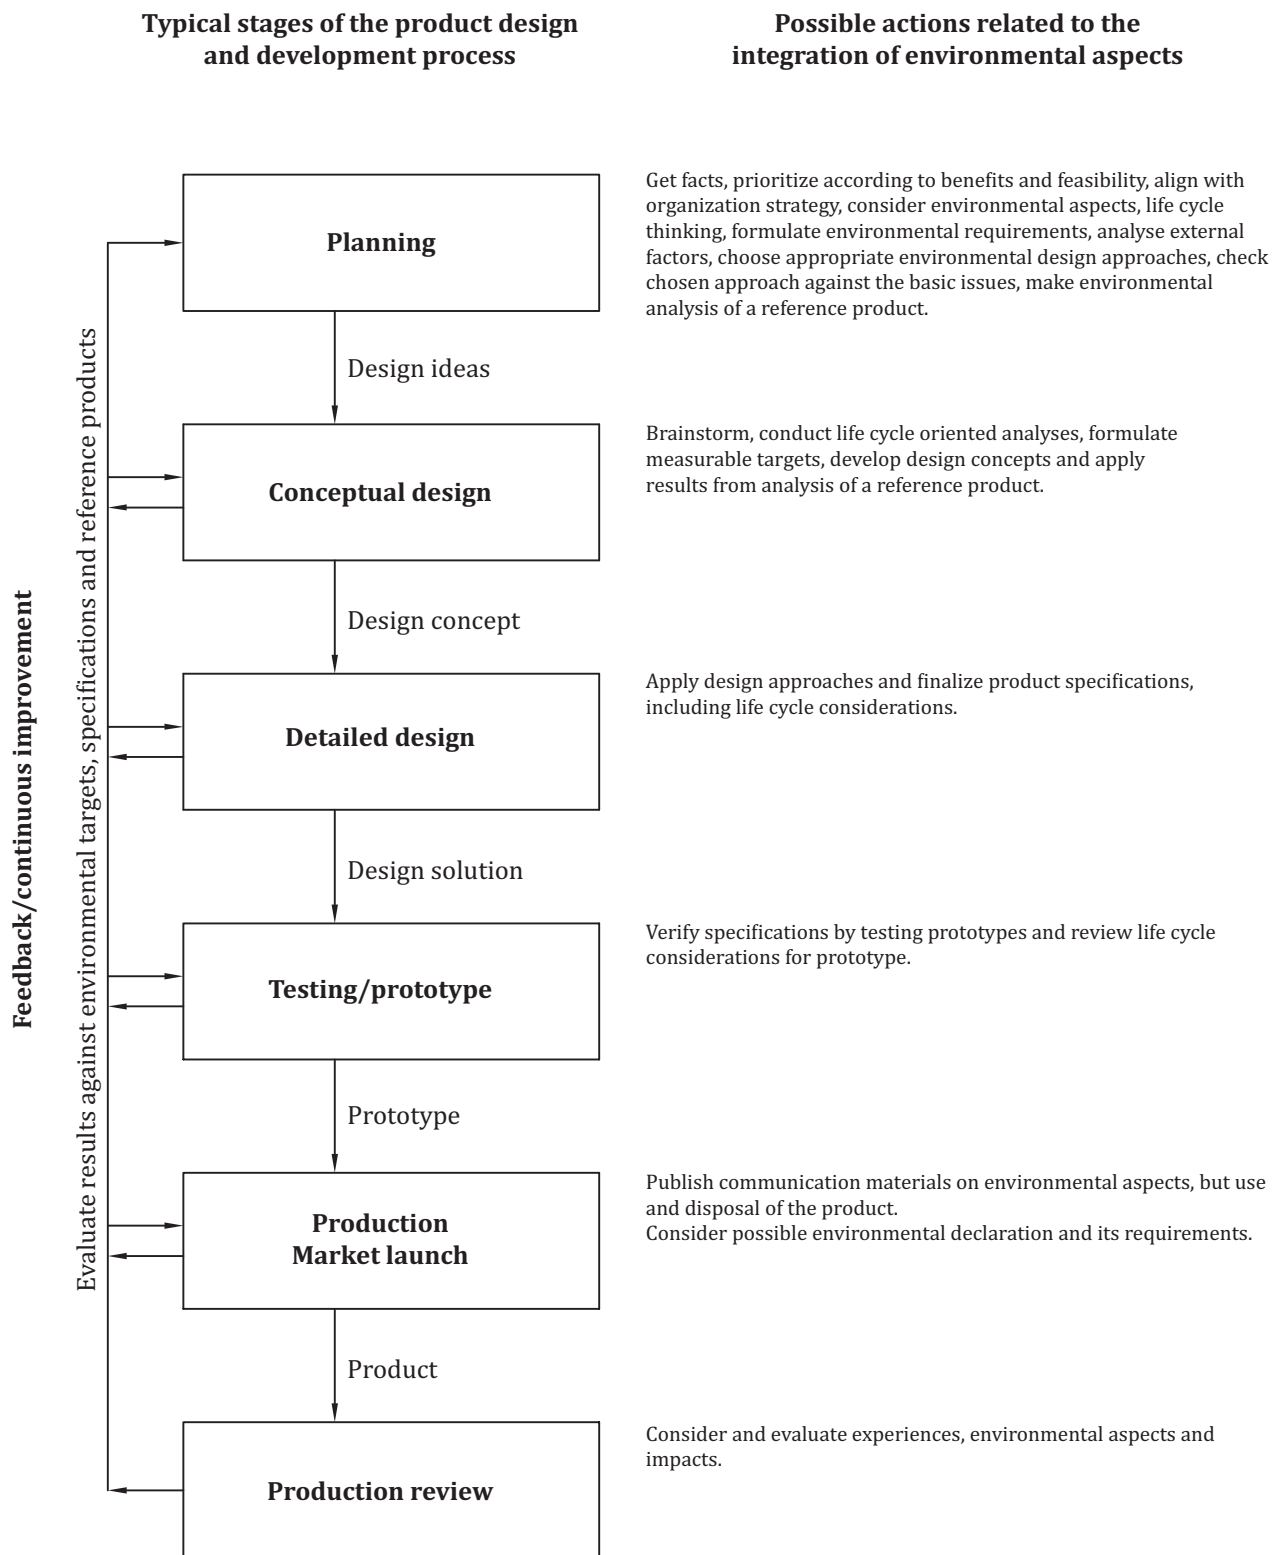 Typical stages of the product design
and development process
Possible actions related to the
integration of environmental aspects
Feedback/continuous improvement
Evaluate results against environmental targets, specifications and reference products
Planning
Get facts, prioritize according to benefits and feasibility, align with
organization strategy, consider environmental aspects, life cycle
thinking, formulate environmental requirements, analyse external
factors, choose appropriate environmental design approaches, check
chosen approach against the basic issues, make environmental
analysis of a reference product.
Design ideas
Conceptual design
Brainstorm, conduct life cycle oriented analyses, formulate
measurable targets, develop design concepts and apply
results from analysis of a reference product.
Design concept
Detailed design
Apply design approaches and finalize product specifications,
including life cycle considerations.
Design solution
Testing/prototype
Verify specifications by testing prototypes and review life cycle
considerations for prototype.
Prototype
Production
Market launch
Publish communication materials on environmental aspects, but use
and disposal of the product.
Consider possible environmental declaration and its requirements.
Product
Production review
Consider and evaluate experiences, environmental aspects and
impacts.